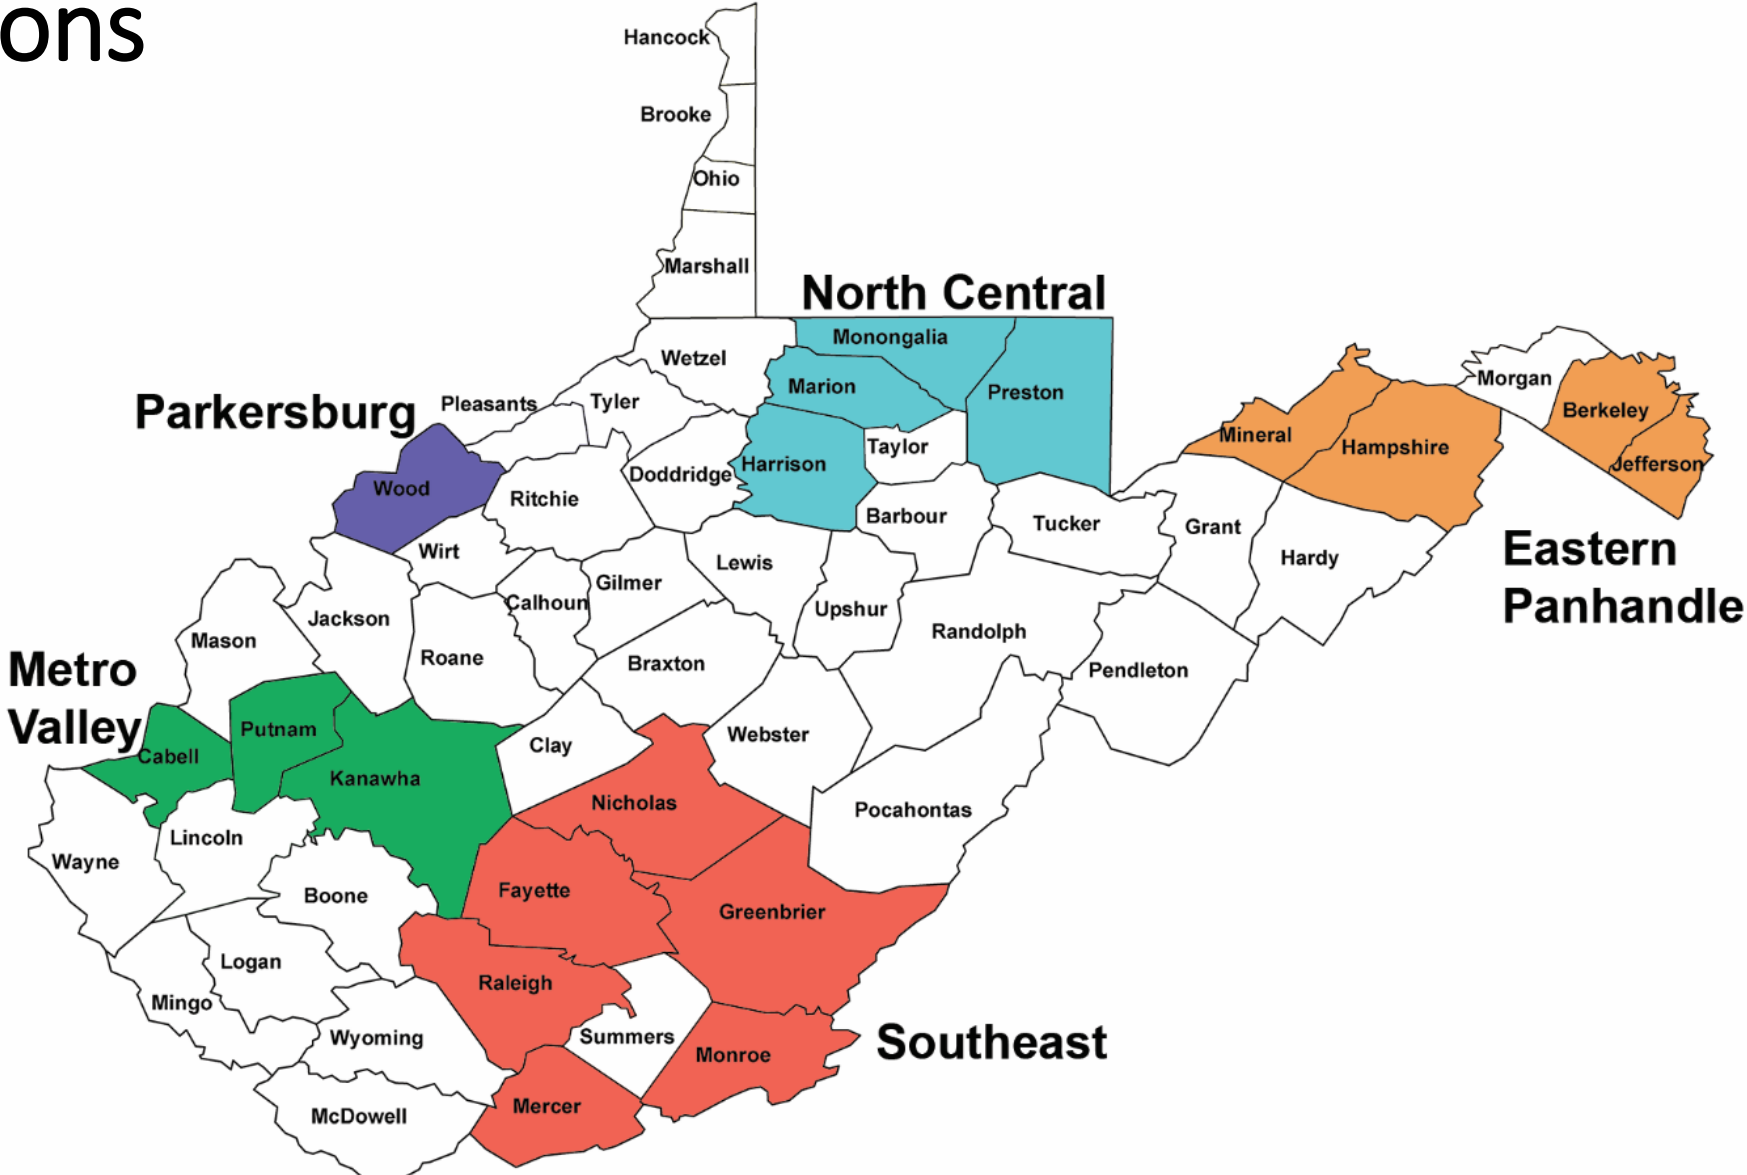 ons
Hancock
Brooke
Ohio
Marshall
North Central
Monongalia
Wetzel
Marion
Preston
Morgan
Parkersburg
Pleasants
Tyler
Berkeley
Mineral
Hampshire
Taylor
Harrison
Jefferson
Doddridge
Wood
Ritchie
Barbour
Tucker
Grant
Wirt
Eastern
Panhandle
Hardy
Lewis
Gilmer
Calhoun
Upshur
Jackson
Randolph
Mason
Roane
Braxton
Pendleton
Metro
Valley
Putnam
Webster
Clay
Cabell
Kanawha
Nicholas
Pocahontas
Lincoln
Wayne
Fayette
Boone
Greenbrier
Logan
Raleigh
Mingo
Wyoming
Summers
Southeast
Monroe
Mercer
McDowell